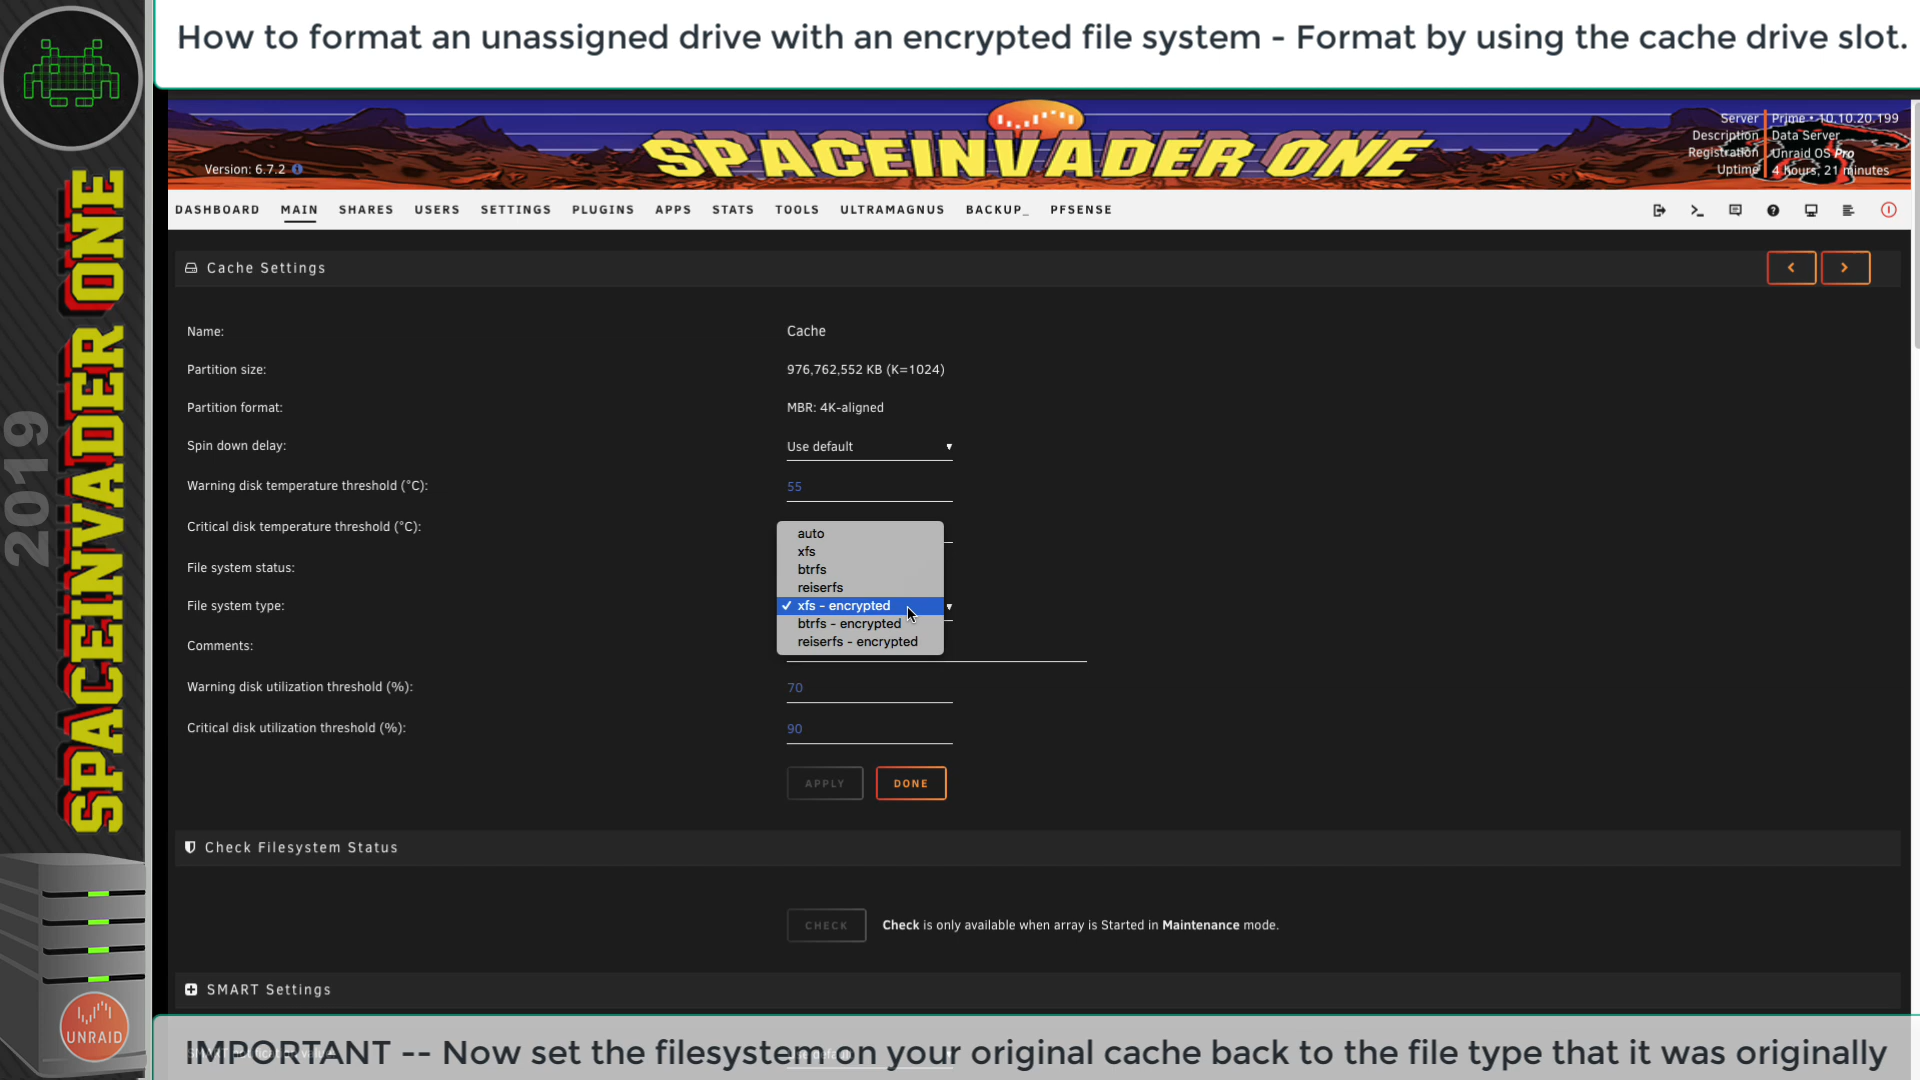 How to format an unassigned drive with an encrypted file system - Format by using the cache drive slot.
2019
SPACEINVADER ONE
SPACEINVADER ONE
Version: 6.7.2
Server Prime • 10.10.20.199
Description Data Server
Registration Unraid OS Pro
Uptime 4 hours, 21 minutes
DASHBOARD MAIN SHARES USERS SETTINGS PLUGINS APPS STATS TOOLS ULTRAMAGNUS BACKUP_ PFSENSE
Cache Settings
Name: Cache
Partition size: 976,762,552 KB (K=1024)
Partition format: MBR: 4K-aligned
Spin down delay: Use default
Warning disk temperature threshold (°C): 55
Critical disk temperature threshold (°C):
File system status:
File system type:
auto
xfs
btrfs
reiserfs
✓ xfs - encrypted
btrfs - encrypted
reiserfs - encrypted
Comments:
Warning disk utilization threshold (%): 70
Critical disk utilization threshold (%): 90
APPLY DONE
Check Filesystem Status
CHECK Check is only available when array is Started in Maintenance mode.
SMART Settings
UNRAID
IMPORTANT -- Now set the filesystem on your original cache back to the file type that it was originally